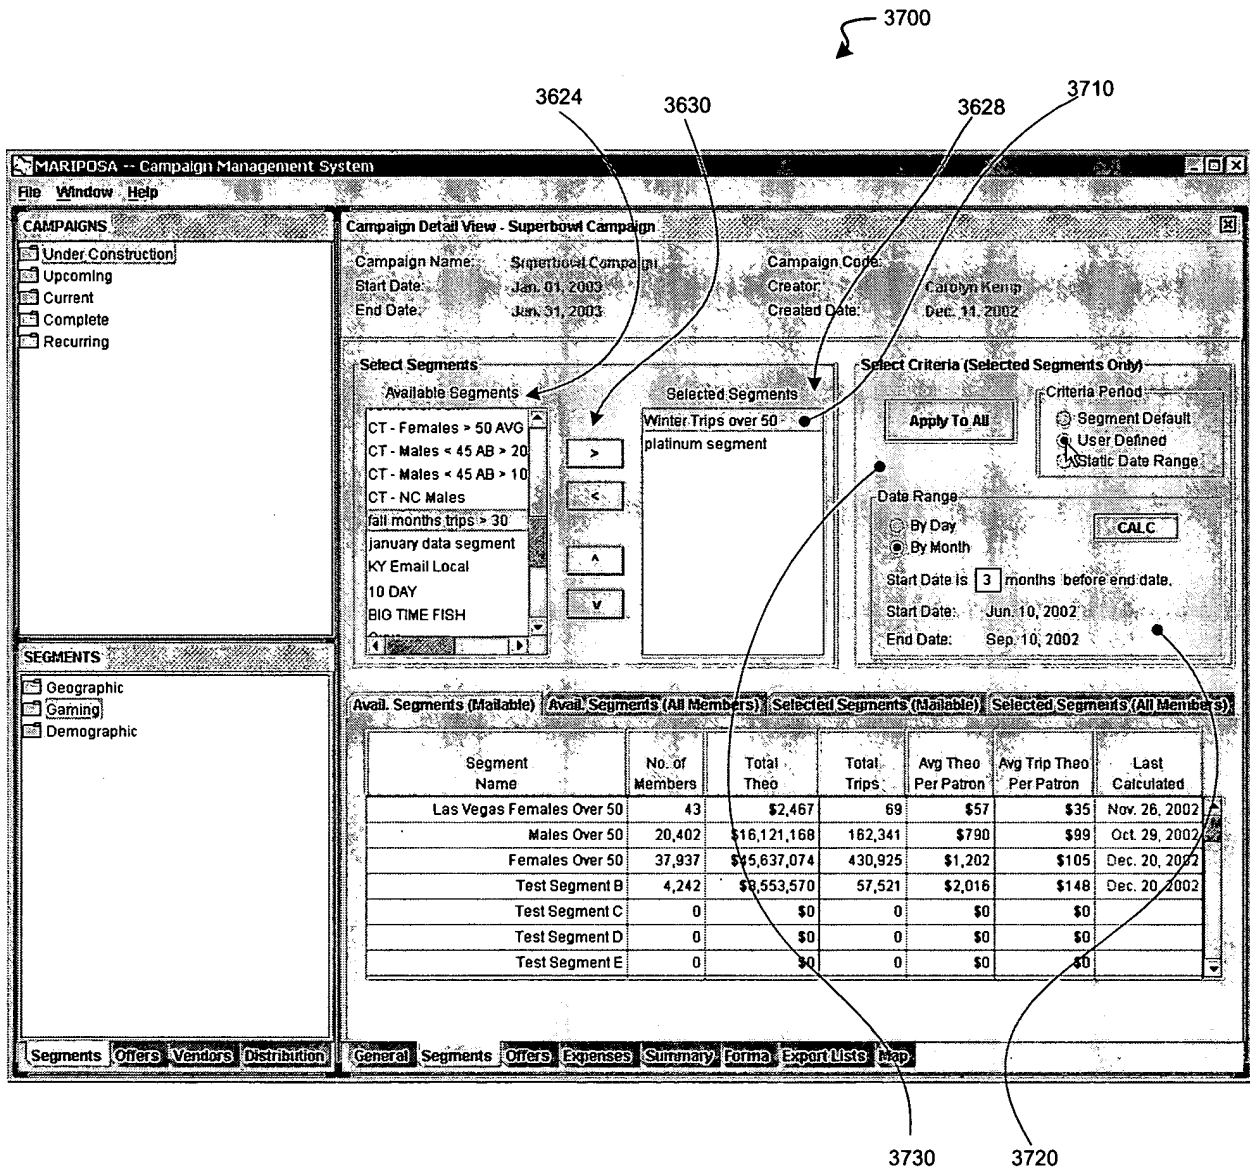 3700
3624
3630
3628
3710
MARIPOSA -- Campaign Management System
File Window Help
CAMPAIGNS
Under Construction
Upcoming
Current
Complete
Recurring
SEGMENTS
Geographic
Gaming
Demographic
Segments Offers Vendors Distribution
Campaign Detail View - Superbowl Campaign
Campaign Name: Superbowl Campaign Campaign Code:
Start Date: Jan. 01, 2003 Creator: Carolyn Kemp
End Date: Jan. 31, 2003 Created Date: Dec. 11, 2002
Select Segments
Available Segments
CT - Females > 50 AVG
CT - Males < 45 AB > 20
CT - Males < 45 AB > 10
CT - NC Males
fall months trips > 30
january data segment
KY Email Local
10 DAY
BIG TIME FISH
>
<
^
v
Selected Segments
Winter Trips over 50
platinum segment
Select Criteria (Selected Segments Only)
Apply To All
Criteria Period
Segment Default
User Defined
Static Date Range
Date Range
By Day
By Month
CALC
Start Date is 3 months before end date.
Start Date: Jun. 10, 2002
End Date: Sep. 10, 2002
Avail. Segments (Mailable) Avail. Segments (All Members) Selected Segments (Mailable) Selected Segments (All Members)
Segment Name No. of Members Total Theo Total Trips Avg Theo Per Patron Avg Trip Theo Per Patron Last Calculated
Las Vegas Females Over 50 43 $2,467 69 $57 $35 Nov. 26, 2002
Males Over 50 20,402 $16,121,168 162,341 $790 $99 Oct. 29, 2002
Females Over 50 37,937 $45,637,074 430,925 $1,202 $105 Dec. 20, 2002
Test Segment B 4,242 $8,553,570 57,521 $2,016 $148 Dec. 20, 2002
Test Segment C 0 $0 0 $0 $0
Test Segment D 0 $0 0 $0 $0
Test Segment E 0 $0 0 $0 $0
General Segments Offers Expenses Summary Forma Export Lists Map
3730
3720